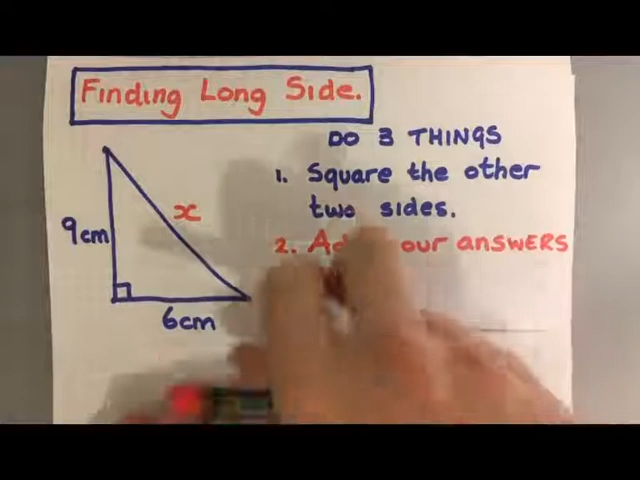 Finding Long Side.
DO 3 THINGS
1. Square the other
two sides.
x
9cm
2. our answers
6cm